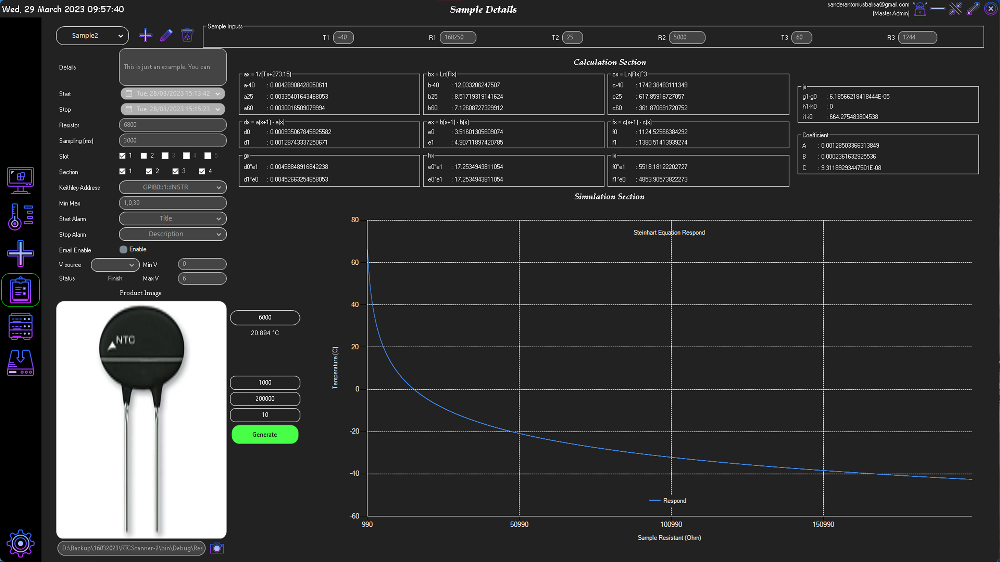 Wed, 29 March 2023 09:57:40
Sample Details
sanderantoniusbalisa@gmail.com
(Master Admin)
Sample2
Sample Inputs
T1 -40 R1 168250 T2 25 R2 5000 T3 60 R3 1244
Details This is just an example. You can
Start Tue, 28/03/2023 15:13:42
Stop Tue, 28/03/2023 15:15:23
Resistor 6800
Sampling (ms) 3000
Slot 1 2 3 4 5
Section 1 2 3 4
Keithley Address GPIB0::1::INSTR
Min Max 1,0,39
Start Alarm Title
Stop Alarm Description
Email Enable Enable
V source Min V 0
Status Finish Max V 6
Product Image
NTC
D:\Backup\16032023\RTCScanner-2\bin\Debug\Res
Calculation Section
ax = 1/(Tx+273.15)
a-40 : 0.00428908428050611
a25 : 0.00335401643468053
a60 : 0.0030016509079994
bx = Ln(Rx)
b-40 : 12.033206247507
b25 : 8.51719319141624
b60 : 7.12608727329912
cx = Ln(Rx)^3
c-40 : 1742.38483111349
c25 : 617.85916727057
c60 : 361.870691720752
jx
g1-g0 : 6.18566218418444E-05
h1-h0 : 0
i1-i0 : 664.275483804538
dx = a(x+1) - a(x)
d0 : 0.000935067845825582
d1 : 0.00128743337250671
ex = b(x+1) - b(x)
e0 : 3.51601305609074
e1 : 4.90711897420785
fx = c(x+1) - c(x)
f0 : 1124.52566384292
f1 : 1380.51413939274
Coefficient
A : 0.00128503366313849
B : 0.0002361632925536
C : 9.31189293447501E-08
gx
d0*e1 : 0.00458848916842238
d1*e0 : 0.00452663254658053
hx
e0*e1 : 17.2534943811054
e0*e1 : 17.2534943811054
ix
f0*e1 : 5518.18122202727
f1*e0 : 4853.90573822273
Simulation Section
6000
20.894 °C
1000
200000
10
Generate
Steinhart Equation Respond
Temperature (C)
80
60
40
20
0
-20
-40
-60
Respond
990 50990 100990 150990
Sample Resistant (Ohm)